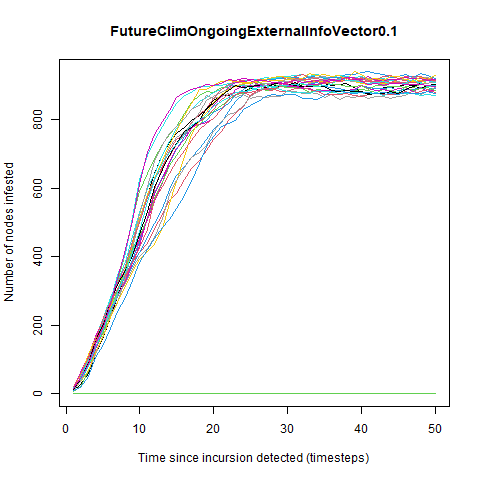 FutureClimOngoingExternalInfoVector0.1
Number of nodes infested
800
600
400
200
0
0 10 20 30 40 50
Time since incursion detected (timesteps)